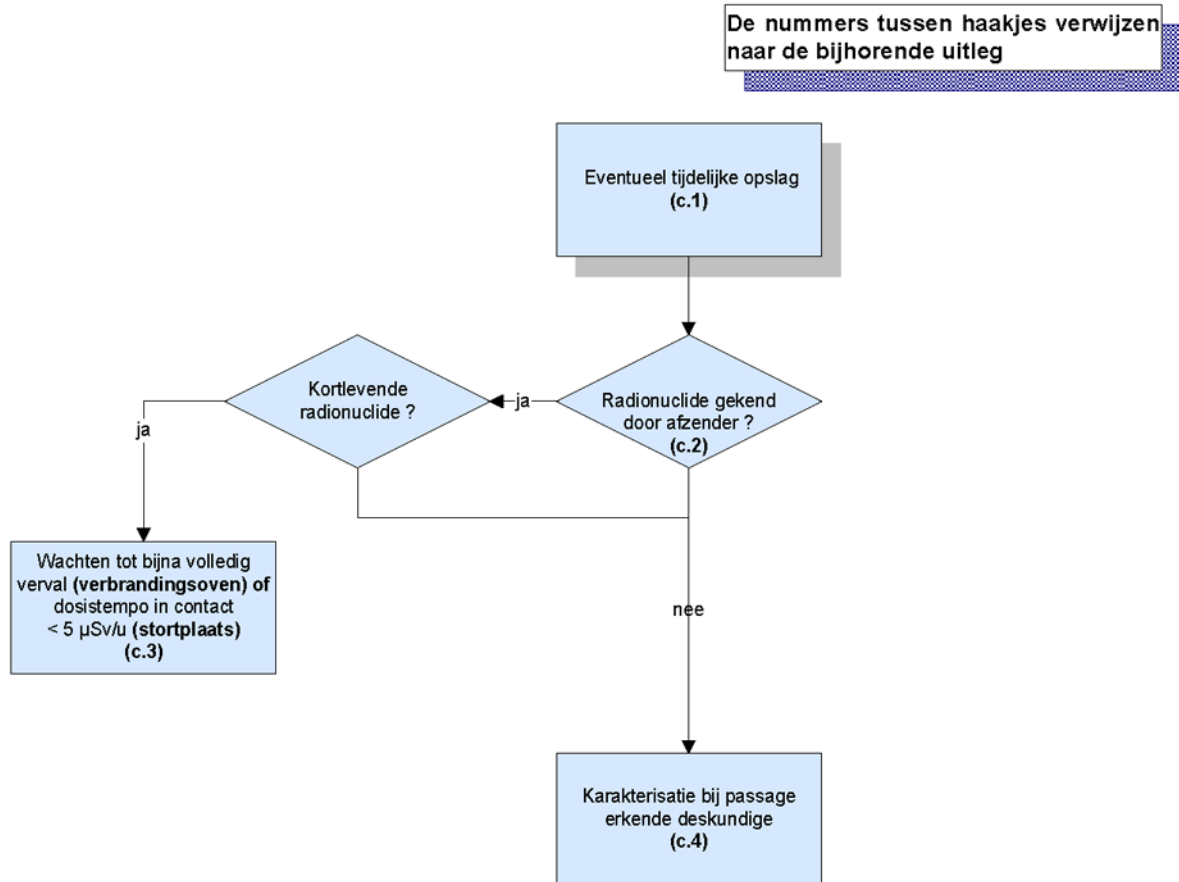 De nummers tussen haakjes verwijzen
naar de bijhorende uitleg
Eventueel tijdelijke opslag
(c.1)
Radionuclide gekend
door afzender ?
(c.2)
ja
Kortlevende
radionuclide ?
ja
Wachten tot bijna volledig
verval (verbrandingsoven) of
dosistempo in contact
< 5 µSv/u (stortplaats)
(c.3)
nee
Karakterisatie bij passage
erkende deskundige
(c.4)